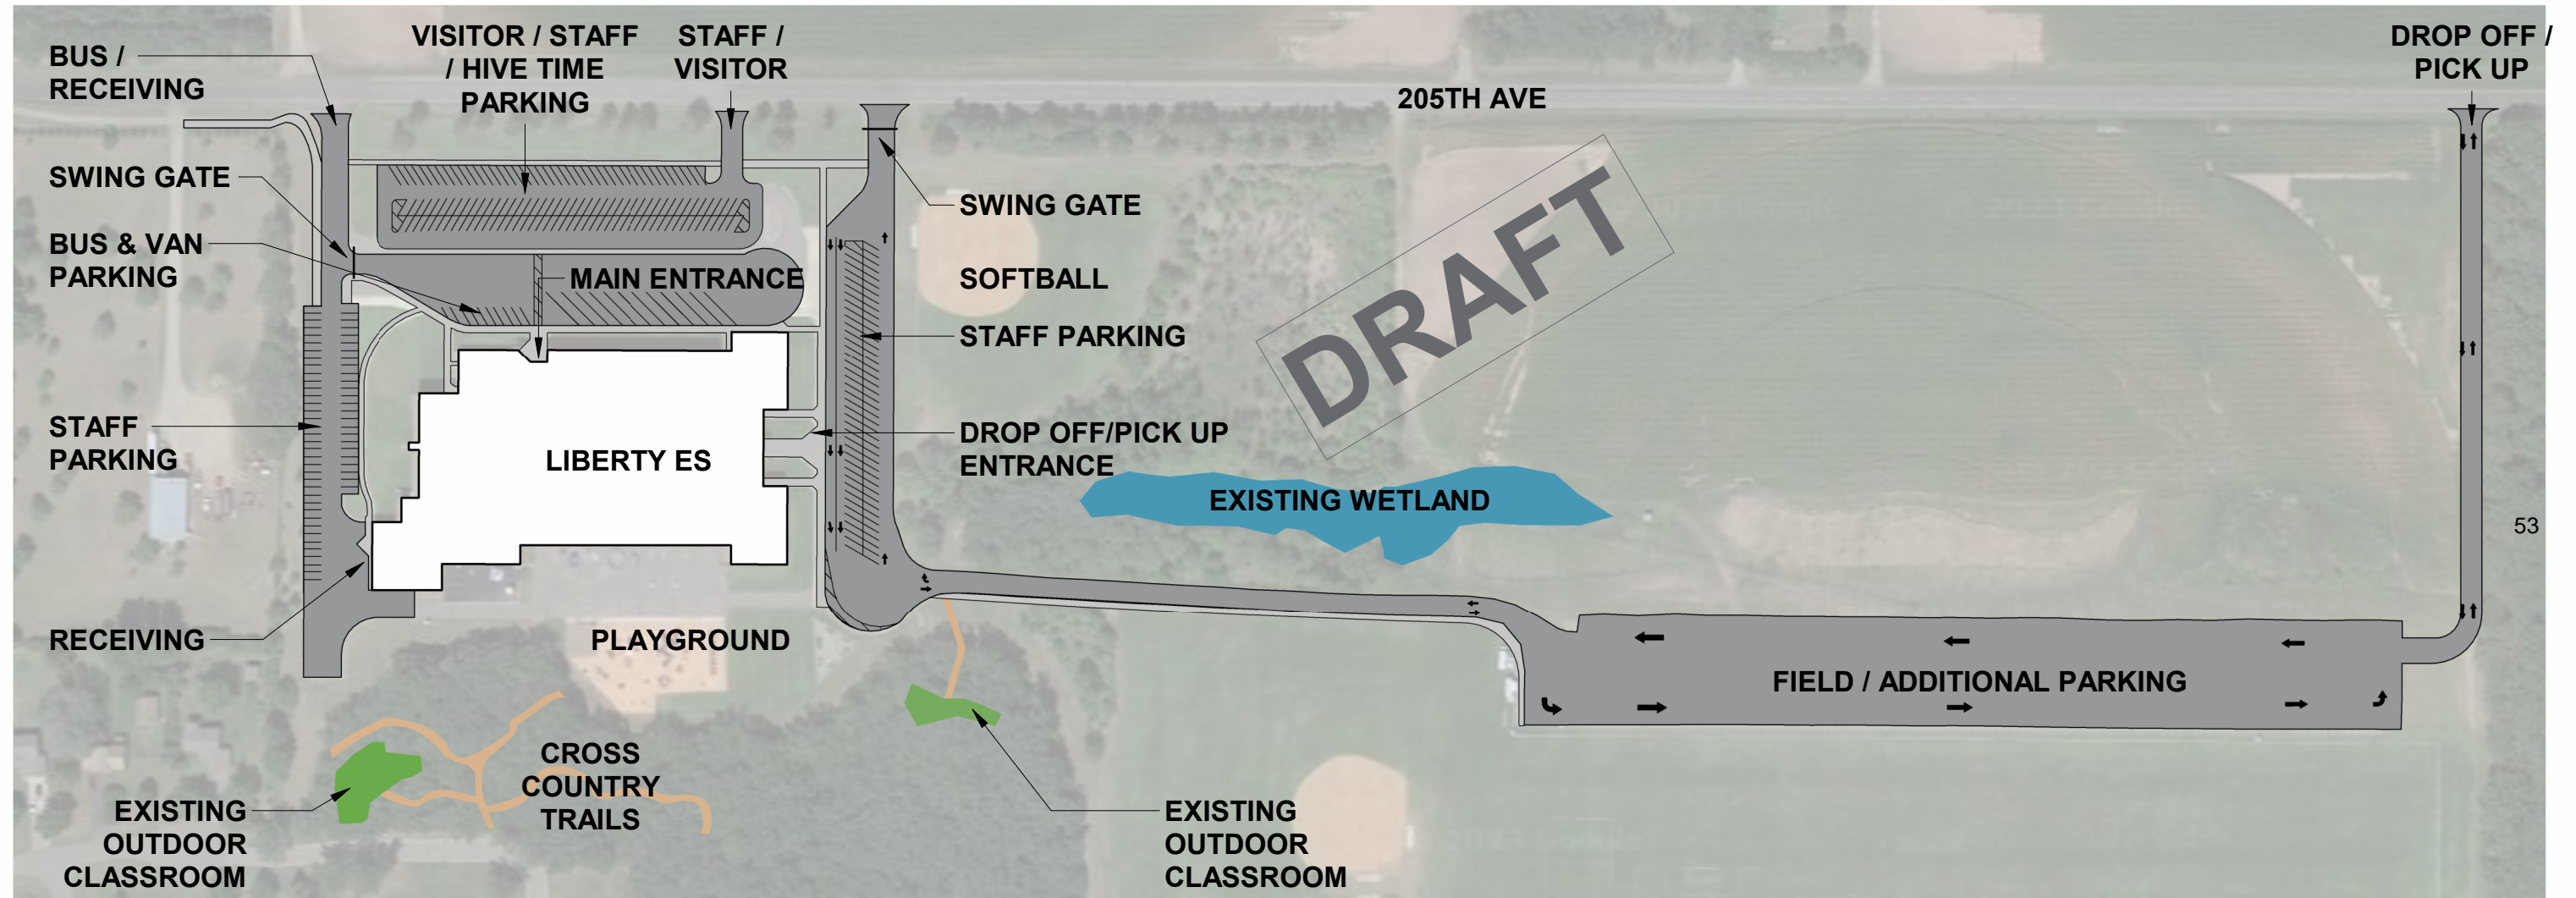 BUS /
RECEIVING
VISITOR / STAFF
/ HIVE TIME
PARKING
STAFF /
VISITOR
DROP OFF /
PICK UP
205TH AVE
SWING GATE
SWING GATE
BUS & VAN
PARKING
MAIN ENTRANCE
SOFTBALL
STAFF PARKING
DRAFT
STAFF
PARKING
LIBERTY ES
DROP OFF/PICK UP
ENTRANCE
EXISTING WETLAND
53
RECEIVING
PLAYGROUND
FIELD / ADDITIONAL PARKING
CROSS
COUNTRY
TRAILS
EXISTING
OUTDOOR
CLASSROOM
EXISTING
OUTDOOR
CLASSROOM